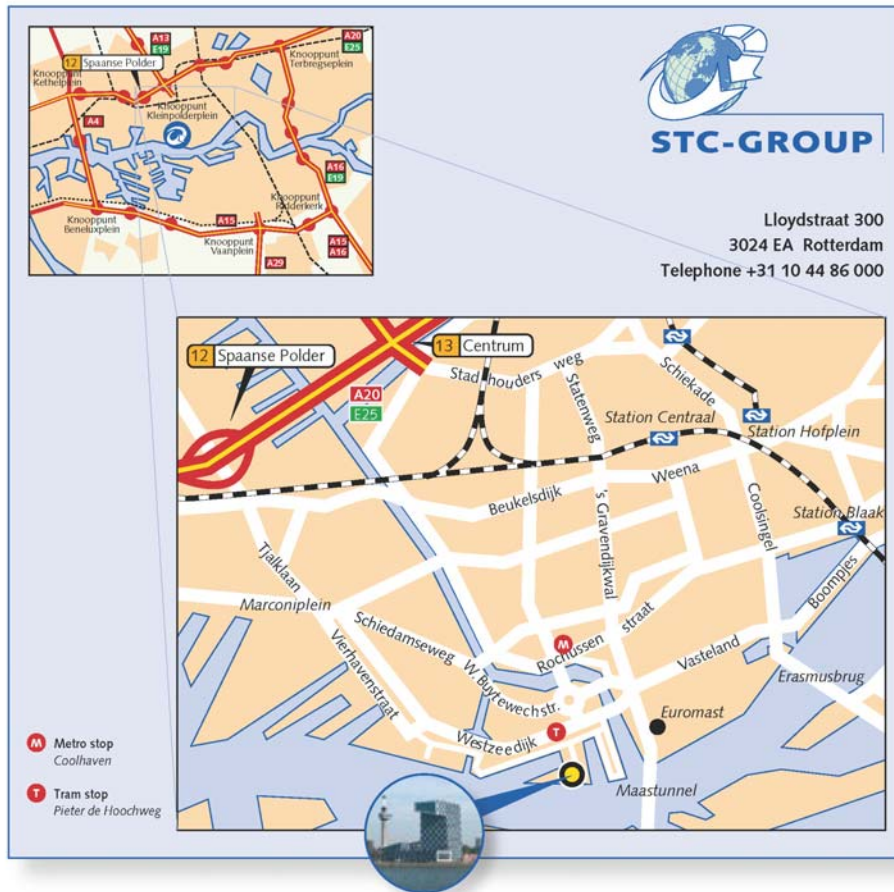 A13
E19
A20
E25
12 Spaanse Polder
Knooppunt
Terbregseplein
Knooppunt
Kethelplein
Knooppunt
Kleinpolderplein
A4
A16
E19
Knooppunt
Ridderkerk
Knooppunt
Beneluxplein
A15
Knooppunt
Vaanplein
A29
A15
A16
STC-GROUP
Lloydstraat 300
3024 EA Rotterdam
Telephone +31 10 44 86 000
12 Spaanse Polder
13 Centrum
A20
E25
Stadhouders weg
Statenweg
Schiekade
Station Centraal
Station Hofplein
Weena
Beukelsdijk
's Gravendijkwal
Coolsingel
Station Blaak
Tjalklaan
Boompjes
Marconiplein
Schiedamseweg
Vierhavenstraat
M
Rochussen straat
Vasteland
W. Buytewechstr.
Erasmusbrug
Euromast
Westzeedijk
T
Maastunnel
M Metro stop
Coolhaven
T Tram stop
Pieter de Hoochweg